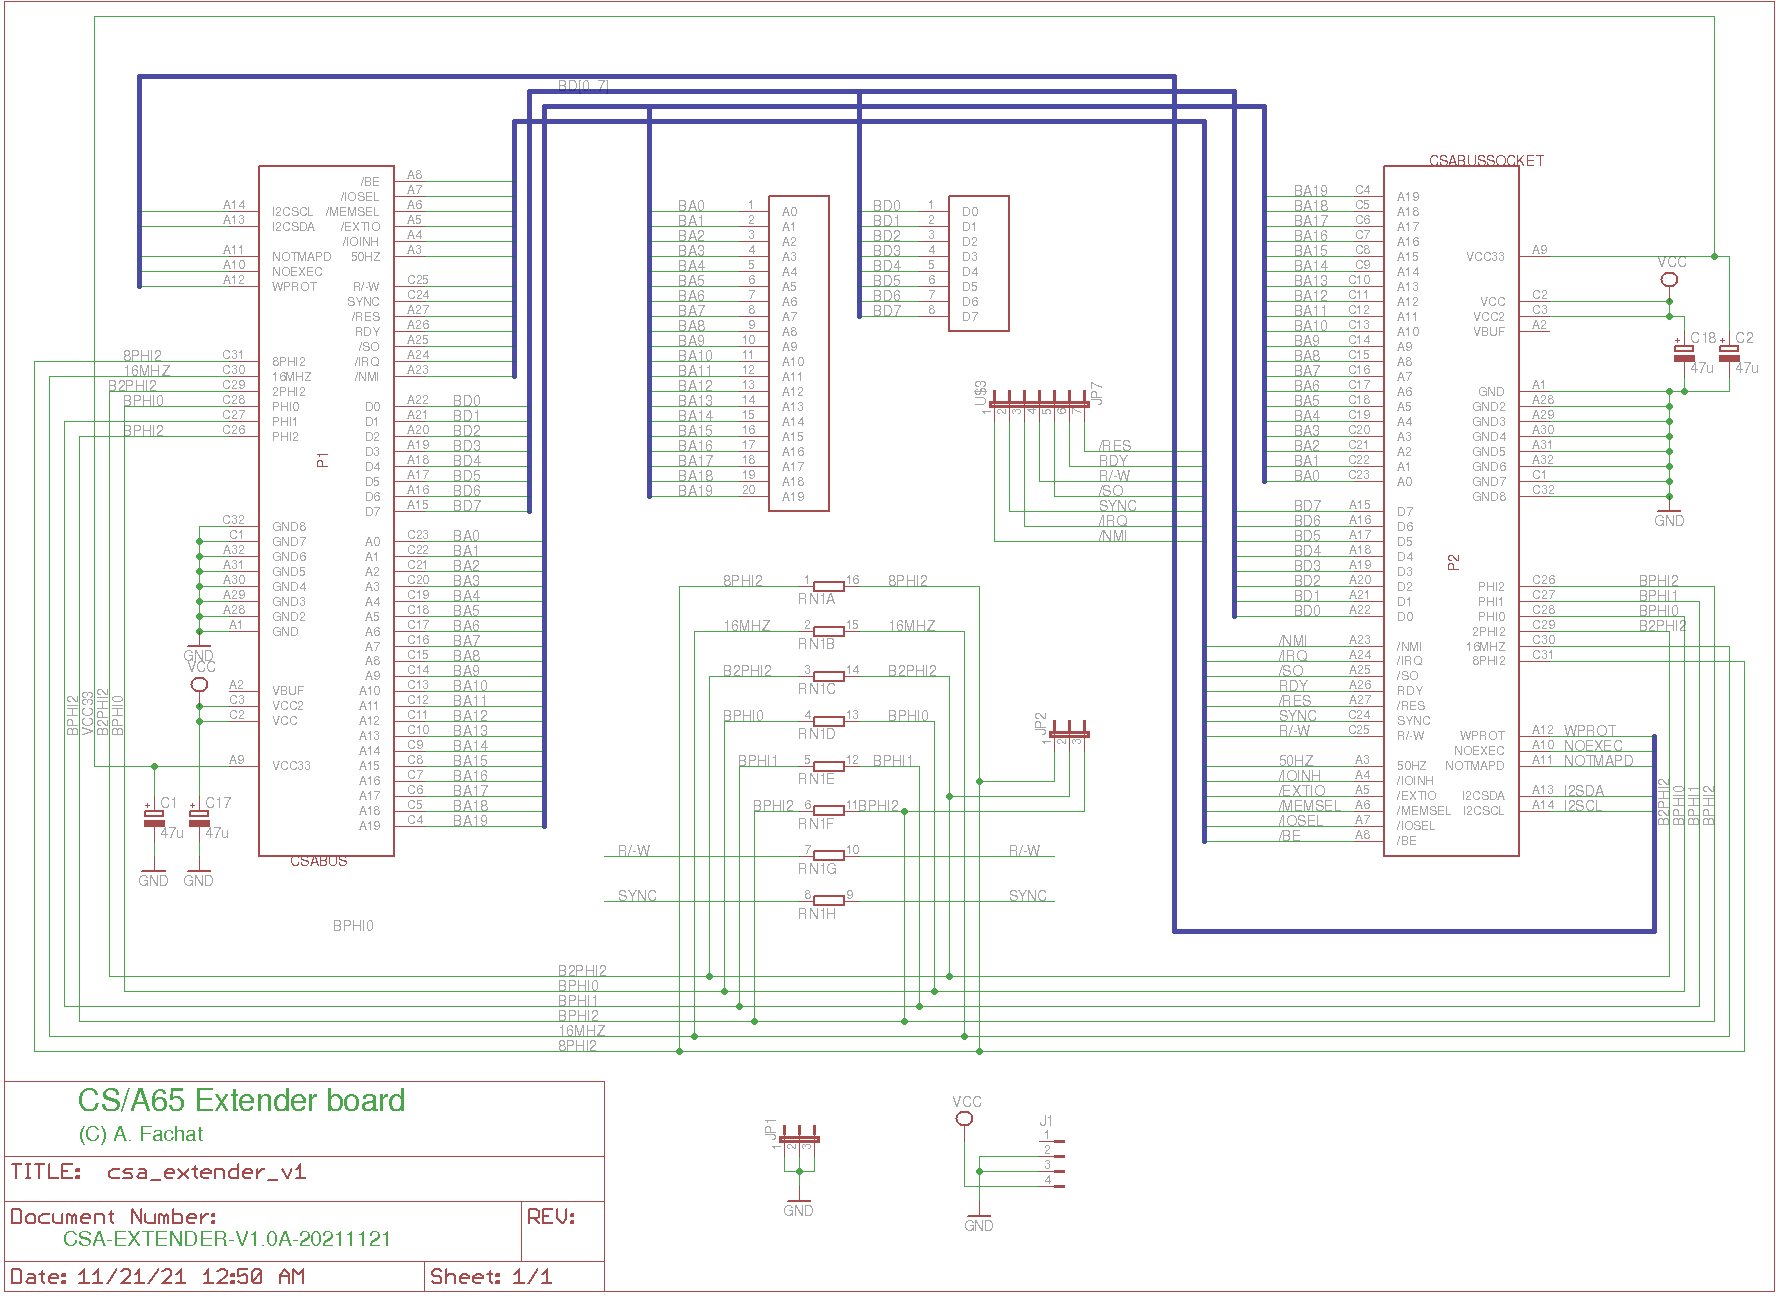 BD[0..7]
CSABUSSOCKET
A14 I2CSCL
A13 I2CSDA
A11 NOTMAPD
A10 NOEXEC
A12 WPROT
8PHI2 C31 8PHI2
16MHZ C30 16MHZ
B2PHI2 C29 2PHI2
BPHI0 C28 PHI0
C27 PHI1
BPHI2 C26 PHI2
P1
C32 GND8
C1 GND7
A32 GND6
A31 GND5
A30 GND4
A29 GND3
A28 GND2
A1 GND
GND
VCC
A2 VBUF
C3 VCC2
C2 VCC
A9 VCC33
BPHI2
VCC33
B2PHI2
BPHI0
C1
47u
C17
47u
GND
GND
CSABUS
BPHI0
/BE A8
/IOSEL A7
/MEMSEL A6
/EXTIO A5
/IOINH A4
50HZ A3
R/-W C25
SYNC C24
/RES A27
RDY A26
/SO A25
/IRQ A24
/NMI A23
D0 A22 BD0
D1 A21 BD1
D2 A20 BD2
D3 A19 BD3
D4 A18 BD4
D5 A17 BD5
D6 A16 BD6
D7 A15 BD7
A0 C23 BA0
A1 C22 BA1
A2 C21 BA2
A3 C20 BA3
A4 C19 BA4
A5 C18 BA5
A6 C17 BA6
A7 C16 BA7
A8 C15 BA8
A9 C14 BA9
A10 C13 BA10
A11 C12 BA11
A12 C11 BA12
A13 C10 BA13
A14 C9 BA14
A15 C8 BA15
A16 C7 BA16
A17 C6 BA17
A18 C5 BA18
A19 C4 BA19
BA0 1 A0
BA1 2 A1
BA2 3 A2
BA3 4 A3
BA4 5 A4
BA5 6 A5
BA6 7 A6
BA7 8 A7
BA8 9 A8
BA9 10 A9
BA10 11 A10
BA11 12 A11
BA12 13 A12
BA13 14 A13
BA14 15 A14
BA15 16 A15
BA16 17 A16
BA17 18 A17
BA18 19 A18
BA19 20 A19
BD0 1 D0
BD1 2 D1
BD2 3 D2
BD3 4 D3
BD4 5 D4
BD5 6 D5
BD6 7 D6
BD7 8 D7
U$3
JP7
1 2 3 4 5 6 7
/RES
RDY
R/-W
/SO
SYNC
/IRQ
/NMI
8PHI2 1 16 8PHI2
RN1A
16MHZ 2 15 16MHZ
RN1B
B2PHI2 3 14 B2PHI2
RN1C
BPHI0 4 13 BPHI0
RN1D
BPHI1 5 12 BPHI1
RN1E
BPHI2 6 11 BPHI2
RN1F
R/-W 7 10 R/-W
RN1G
SYNC 8 9 SYNC
RN1H
JP2
1 2 3
BA19 C4 A19
BA18 C5 A18
BA17 C6 A17
BA16 C7 A16
BA15 C8 A15
BA14 C9 A14
BA13 C10 A13
BA12 C11 A12
BA11 C12 A11
BA10 C13 A10
BA9 C14 A9
BA8 C15 A8
BA7 C16 A7
BA6 C17 A6
BA5 C18 A5
BA4 C19 A4
BA3 C20 A3
BA2 C21 A2
BA1 C22 A1
BA0 C23 A0
BD7 A15 D7
BD6 A16 D6
BD5 A17 D5
BD4 A18 D4
BD3 A19 D3
BD2 A20 D2
BD1 A21 D1
BD0 A22 D0
/NMI A23 /NMI
/IRQ A24 /IRQ
/SO A25 /SO
RDY A26 RDY
/RES A27 /RES
SYNC C24 SYNC
R/-W C25 R/-W
50HZ A3 50HZ
/IOINH A4 /IOINH
/EXTIO A5 /EXTIO
/MEMSEL A6 /MEMSEL
/IOSEL A7 /IOSEL
/BE A8 /BE
P2
VCC33 A9
VCC
VCC C2
VCC2 C3
VBUF A2
C18
47u
C2
47u
GND A1
GND2 A28
GND3 A29
GND4 A30
GND5 A31
GND6 A32
GND7 C1
GND8 C32
GND
PHI2 C26 BPHI2
PHI1 C27 BPHI1
PHI0 C28 BPHI0
2PHI2 C29 B2PHI2
16MHZ C30
8PHI2 C31
WPROT A12 WPROT
NOEXEC A10 NOEXEC
NOTMAPD A11 NOTMAPD
I2CSDA A13 I2SDA
I2CSCL A14 I2SCL
B2PHI2
BPHI0
BPHI1
BPHI2
B2PHI2
BPHI0
BPHI1
BPHI2
16MHZ
8PHI2
JP1
1 2 3
GND
VCC
J1
1
2
3
4
GND
CS/A65 Extender board
(C) A. Fachat
TITLE: csa_extender_v1
Document Number:
REV:
CSA-EXTENDER-V1.0A-20211121
Date: 11/21/21 12:50 AM
Sheet: 1/1